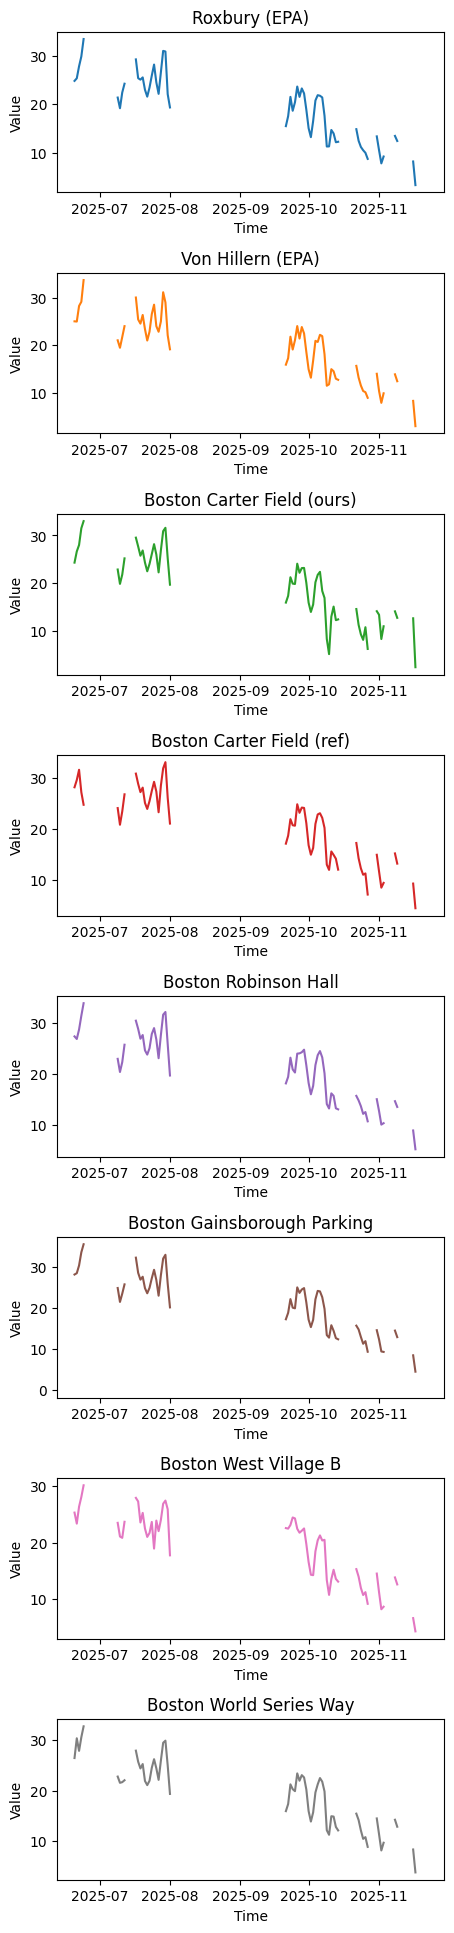 Roxbury (EPA)
30
20
10
Value
2025-07 2025-08 2025-09 2025-10 2025-11
Time
Von Hillern (EPA)
30
20
10
Value
2025-07 2025-08 2025-09 2025-10 2025-11
Time
Boston Carter Field (ours)
30
20
10
Value
2025-07 2025-08 2025-09 2025-10 2025-11
Time
Boston Carter Field (ref)
30
20
10
Value
2025-07 2025-08 2025-09 2025-10 2025-11
Time
Boston Robinson Hall
30
20
10
Value
2025-07 2025-08 2025-09 2025-10 2025-11
Time
Boston Gainsborough Parking
30
20
10
0
Value
2025-07 2025-08 2025-09 2025-10 2025-11
Time
Boston West Village B
30
20
10
Value
2025-07 2025-08 2025-09 2025-10 2025-11
Time
Boston World Series Way
30
20
10
Value
2025-07 2025-08 2025-09 2025-10 2025-11
Time